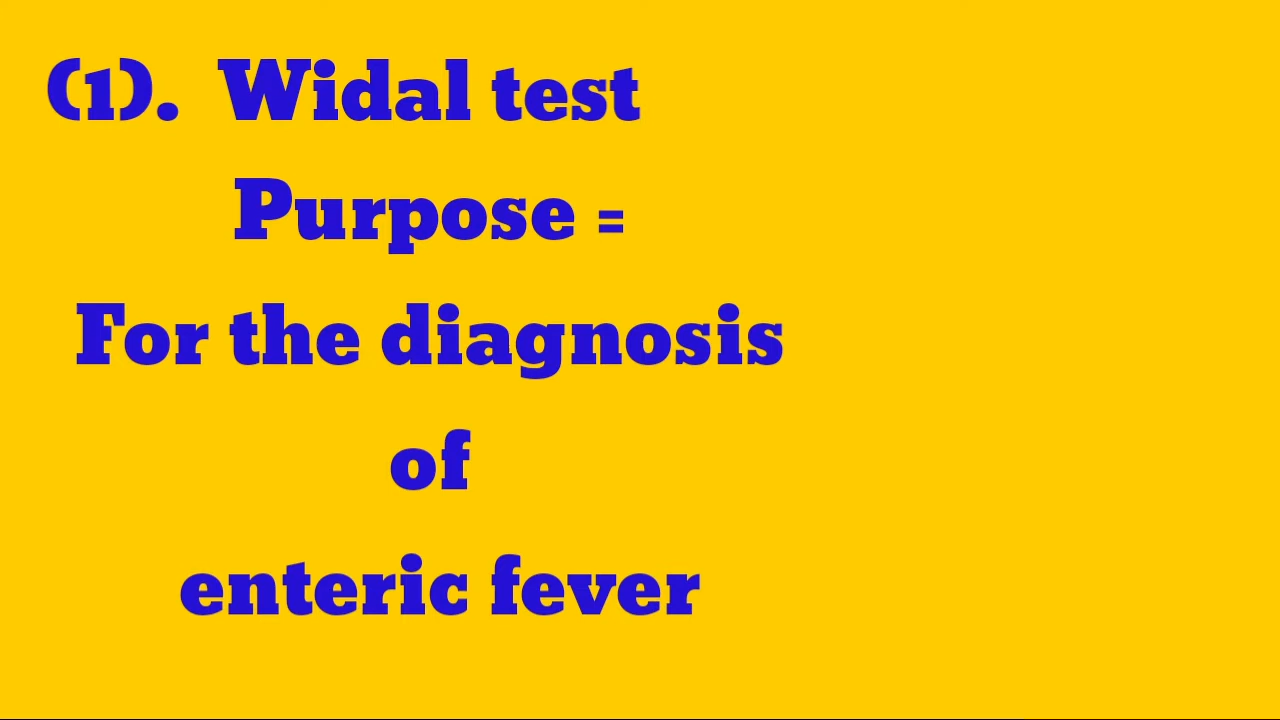 (1). Widal test
Purpose =
For the diagnosis
of
enteric fever